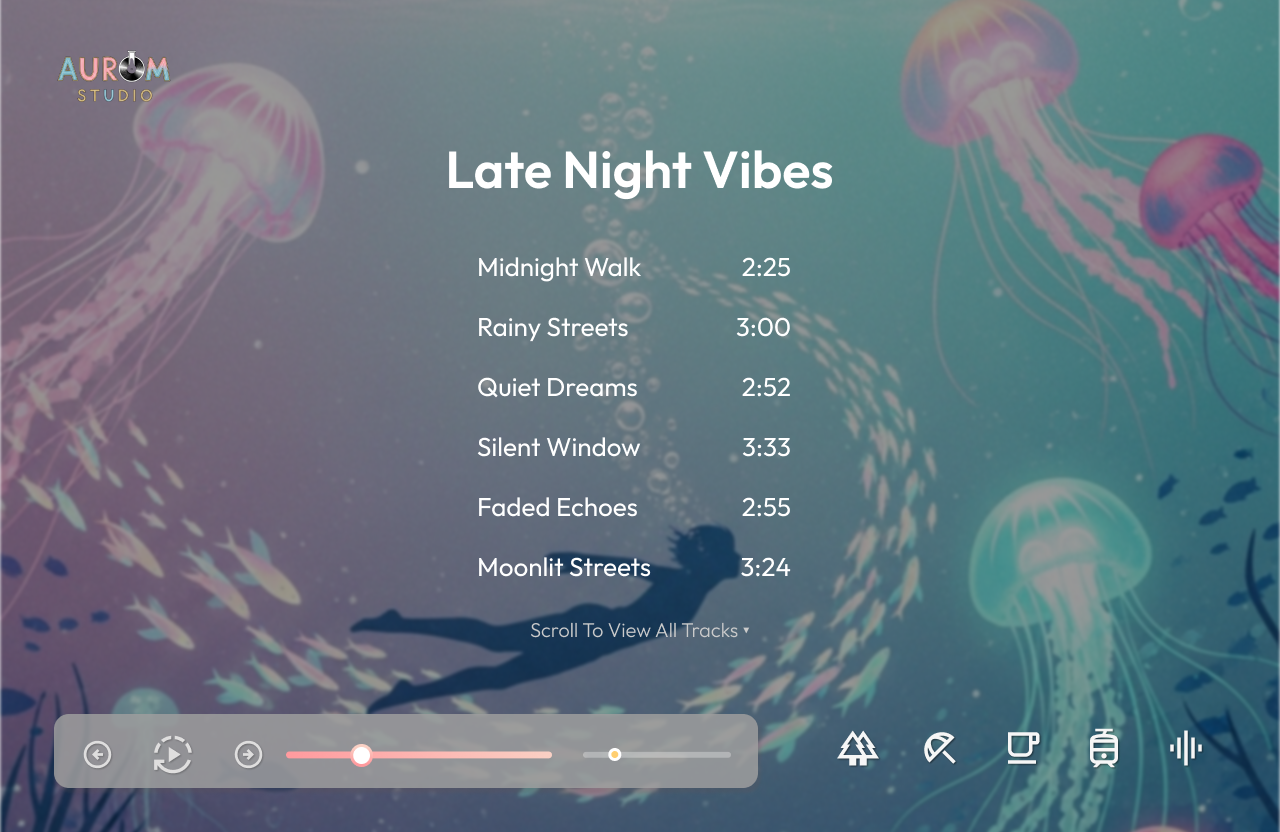 AUROM
STUDIO
Late Night Vibes
Midnight Walk 2:25
Rainy Streets 3:00
Quiet Dreams 2:52
Silent Window 3:33
Faded Echoes 2:55
Moonlit Streets 3:24
Scroll To View All Tracks ▾